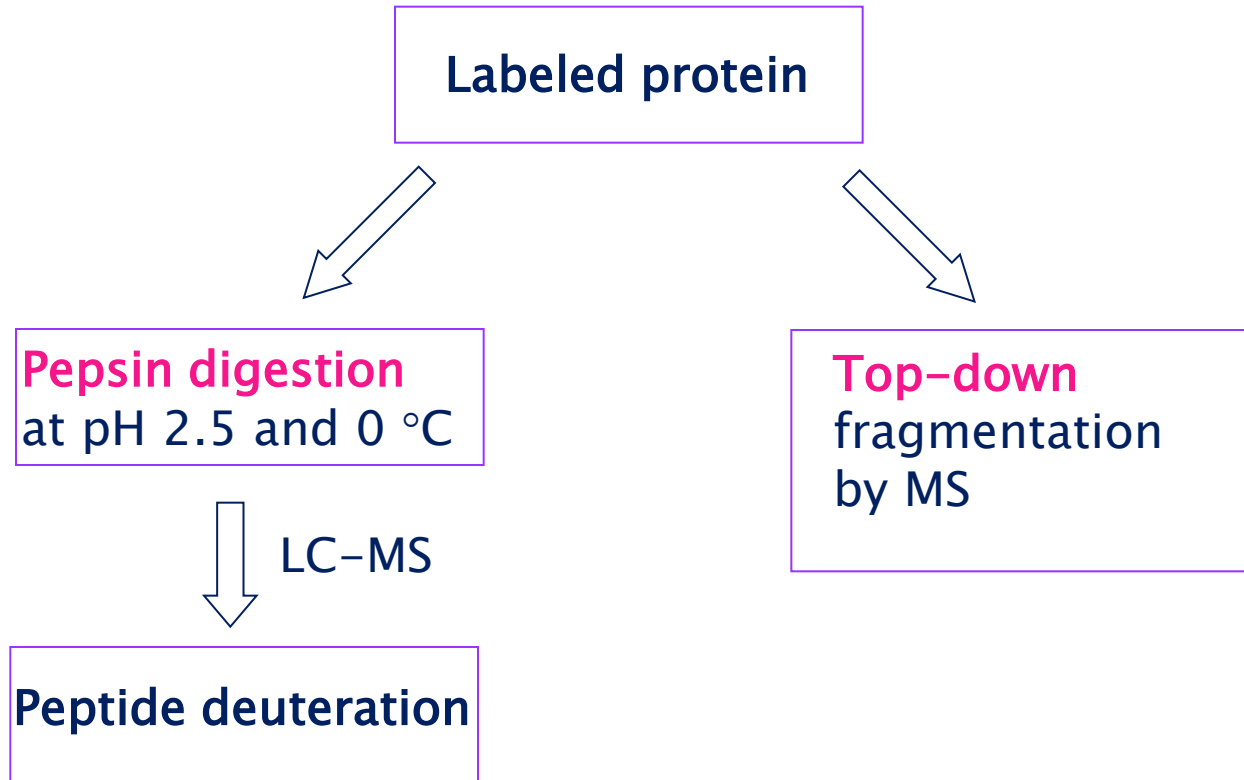 Labeled protein
Pepsin digestion
at pH 2.5 and 0 °C
Top-down
fragmentation
by MS
LC-MS
Peptide deuteration